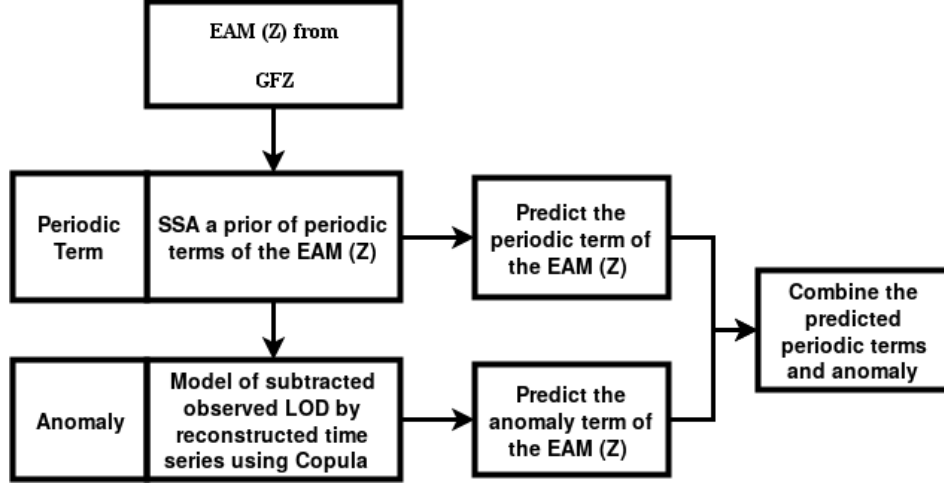 EAM (Z) from
GFZ
Periodic
Term
SSA a prior of periodic
terms of the EAM (Z)
Predict the
periodic term of
the EAM (Z)
Combine the
predicted
periodic terms
and anomaly
Anomaly
Model of subtracted
observed LOD by
reconstructed time
series using Copula
Predict the
anomaly term of
the EAM (Z)